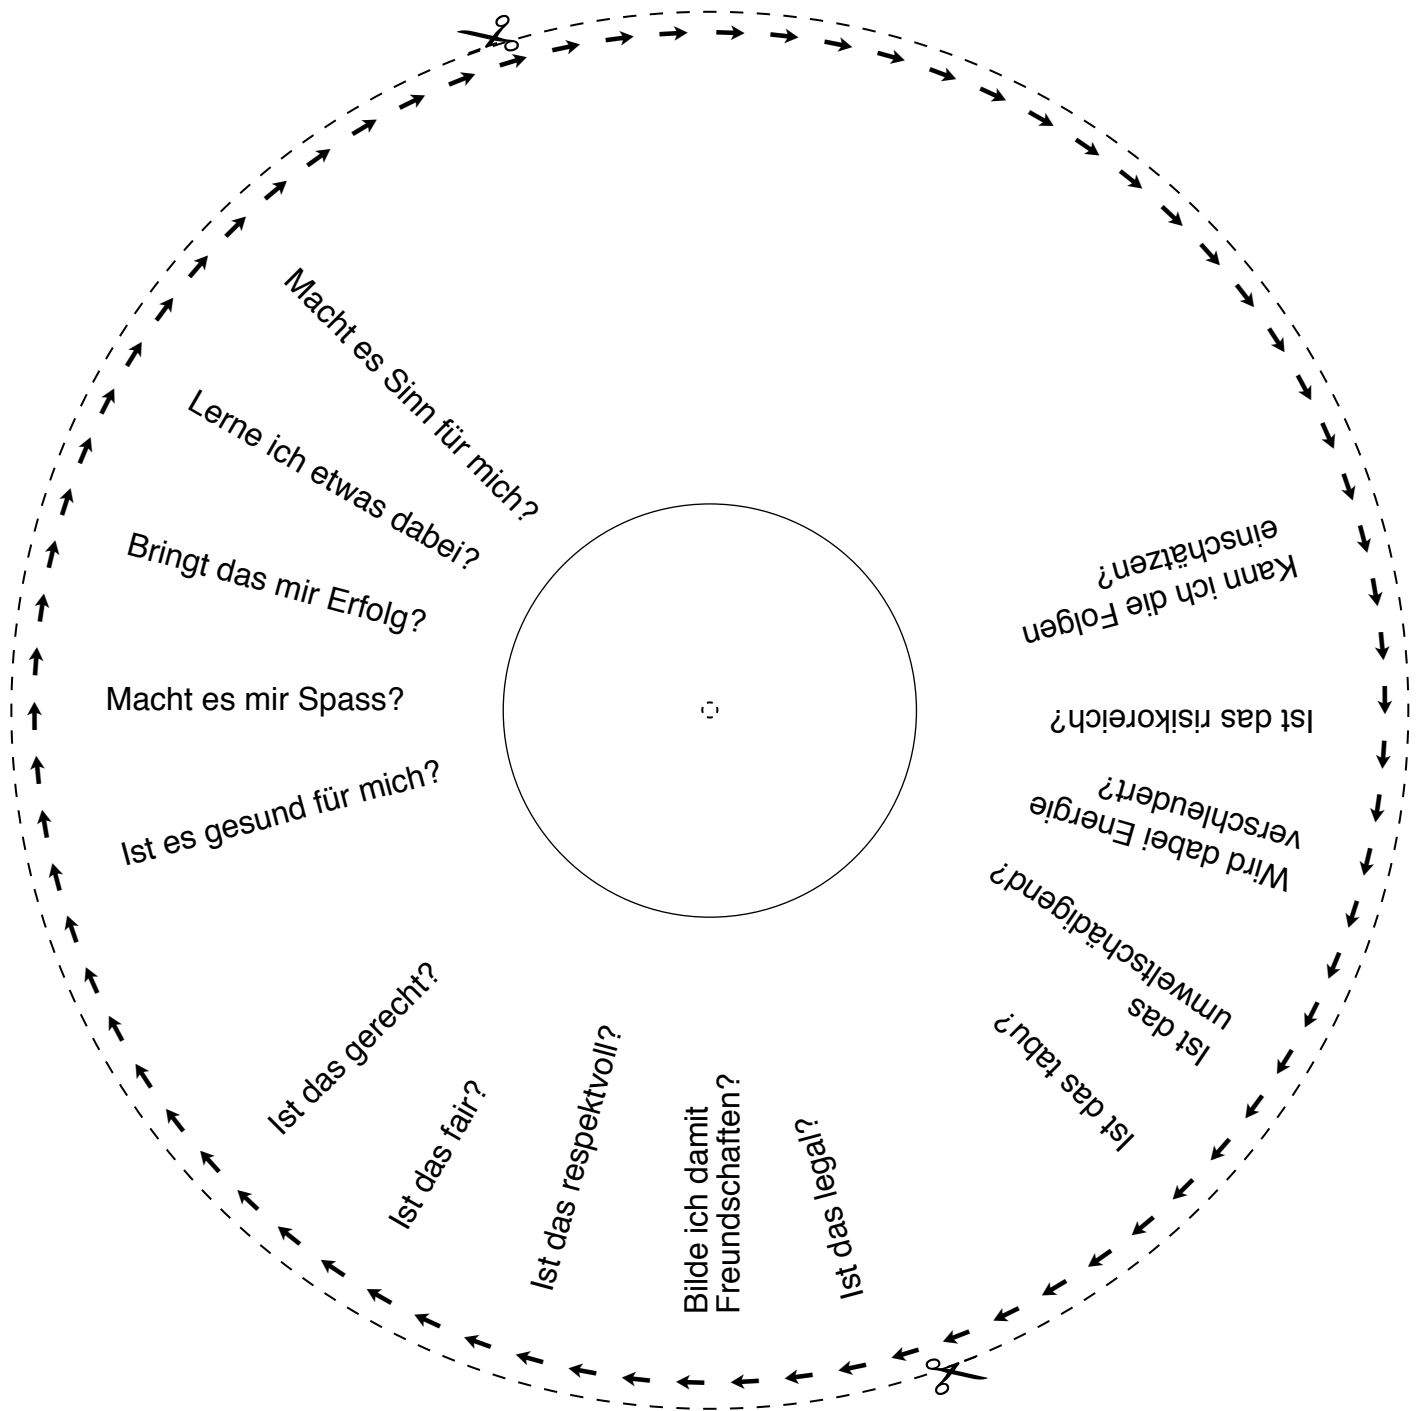 Macht es Sinn für mich?
Lerne ich etwas dabei?
Bringt das mir Erfolg?
Macht es mir Spass?
Ist es gesund für mich?
Ist das gerecht?
Ist das fair?
Ist das respektvoll?
Bilde ich damit
Freundschaften?
Ist das legal?
Ist das tabu?
Ist das
umweltschädigend?
Wird dabei Energie
verschleudert?
Ist das risikoreich?
Kann ich die Folgen
einschätzen?